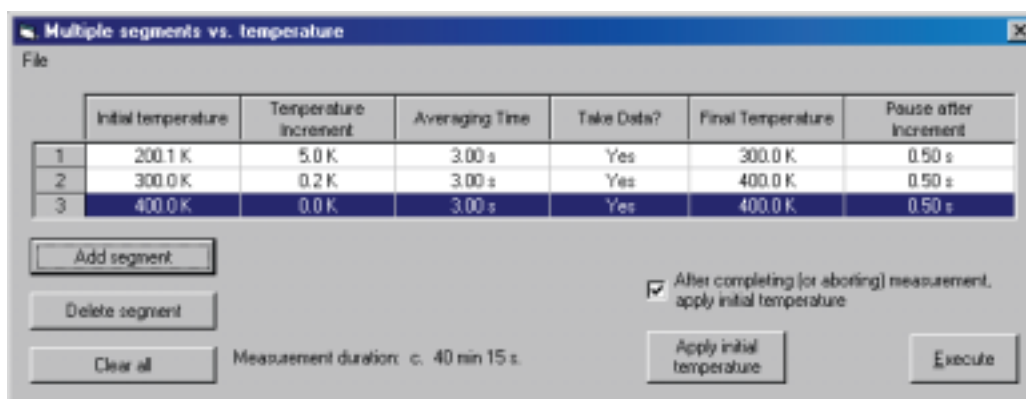 Multiple segments vs. temperature
File
Initial temperature Temperature Increment Averaging Time Take Data? Final Temperature Pause after Increment
1 200.1 K 5.0 K 3.00 s Yes 300.0 K 0.50 s
2 300.0 K 0.2 K 3.00 s Yes 400.0 K 0.50 s
3 400.0 K 0.0 K 3.00 s Yes 400.0 K 0.50 s
Add segment
Delete segment
Clear all
Measurement duration: c. 40 min 15 s.
After completing (or aborting) measurement,
apply initial temperature
Apply initial
temperature
Execute